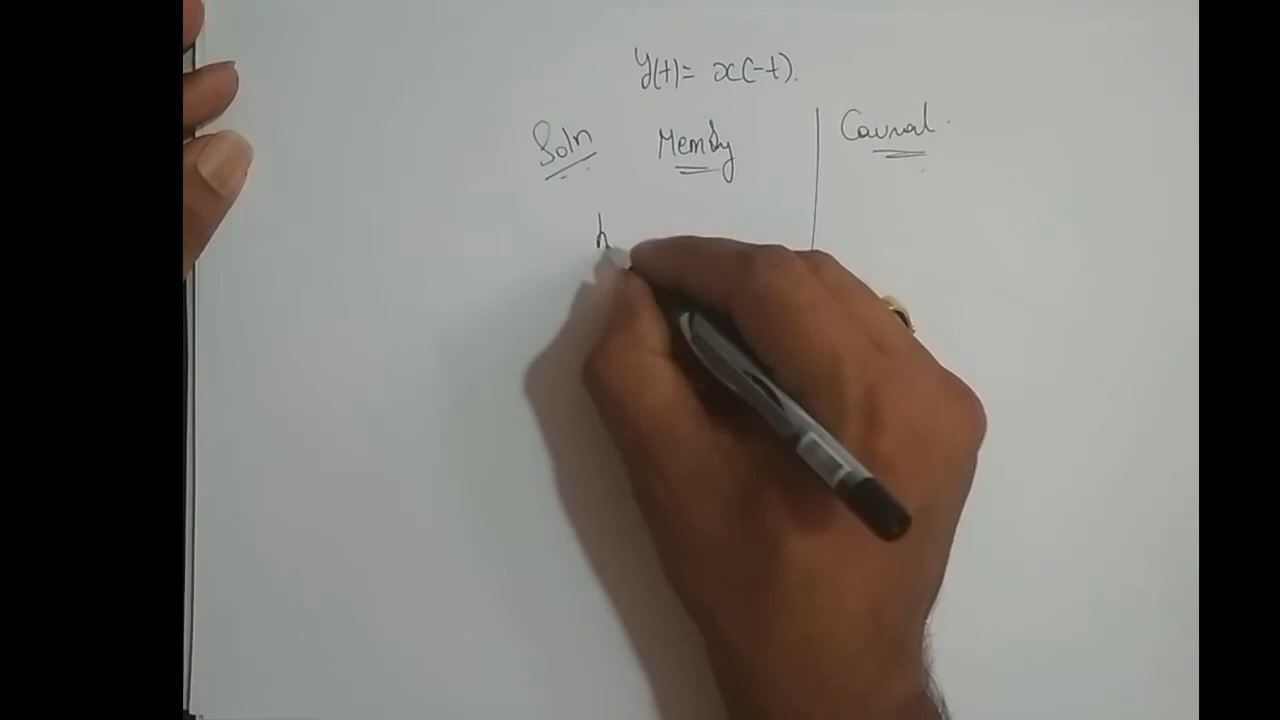 y(t)= x(-t).
Soln Memory Causal.
h